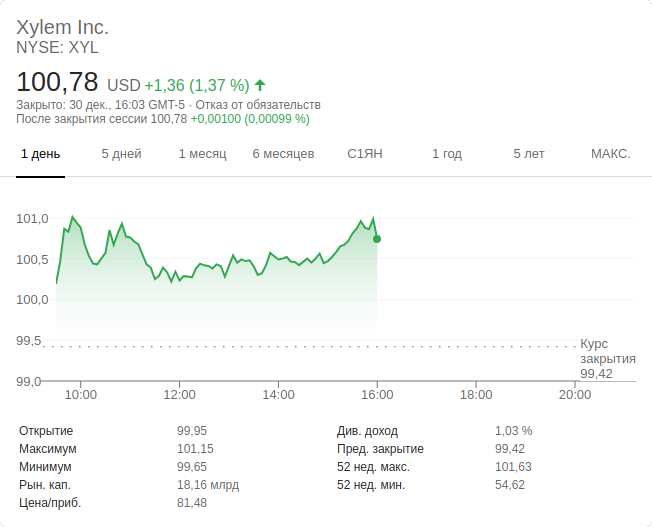 Xylem Inc.
NYSE: XYL
100,78 USD +1,36 (1,37 %)
Закрыто: 30 дек., 16:03 GMT-5 · Отказ от обязательств
После закрытия сессии 100,78 +0,00100 (0,00099 %)
1 день 5 дней 1 месяц 6 месяцев С1ЯН 1 год 5 лет МАКС.
101,0
100,5
100,0
99,5
99,0
Курс
закрытия
99,42
10:00 12:00 14:00 16:00 18:00 20:00
Открытие 99,95
Максимум 101,15
Минимум 99,65
Рын. кап. 18,16 млрд
Цена/приб. 81,48
Див. доход 1,03 %
Пред. закрытие 99,42
52 нед. макс. 101,63
52 нед. мин. 54,62